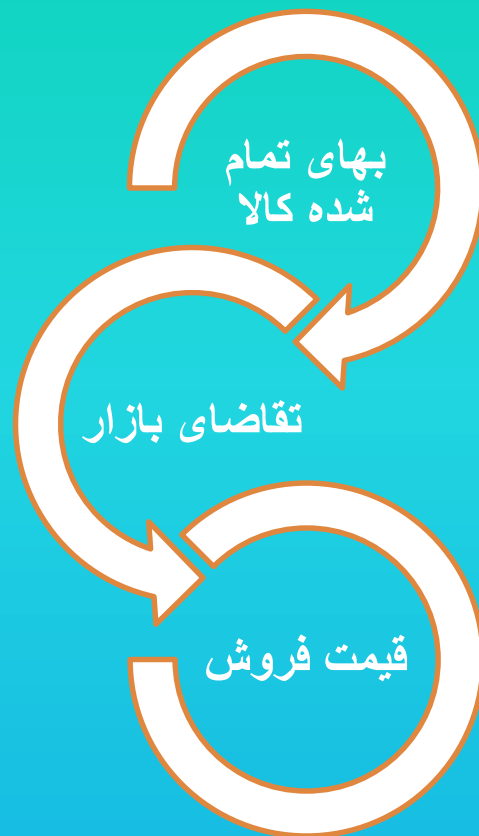 بهای تمام
شده کالا
تقاضای بازار
قیمت فروش